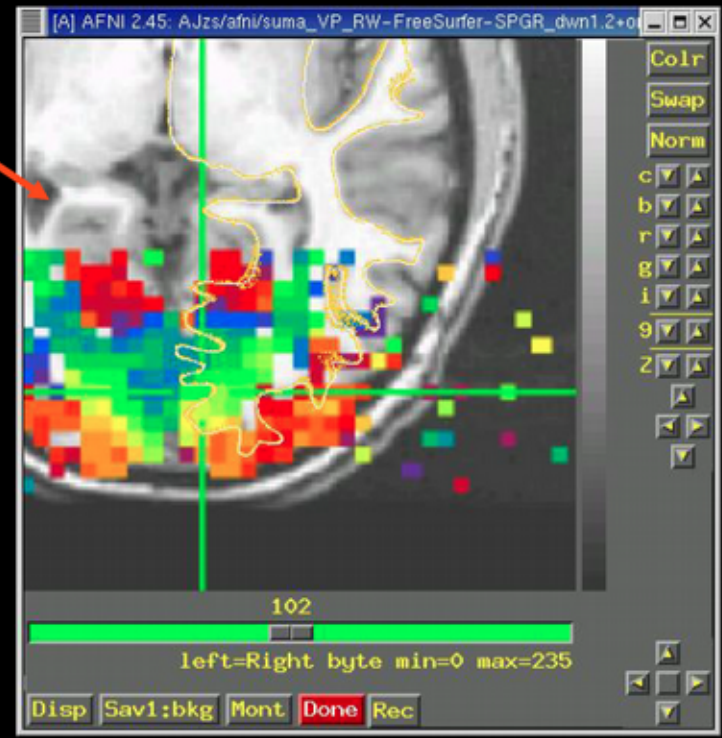 [A] AFNI 2.45: AJzs/afni/suma_VP_RW-FreeSurfer-SPGR_dwn1.2+o
Colr
Swap
Norm
c
b
r
g
i
9
Z
102
left=Right byte min=0 max=235
Disp Sav1:bkg Mont Done Rec